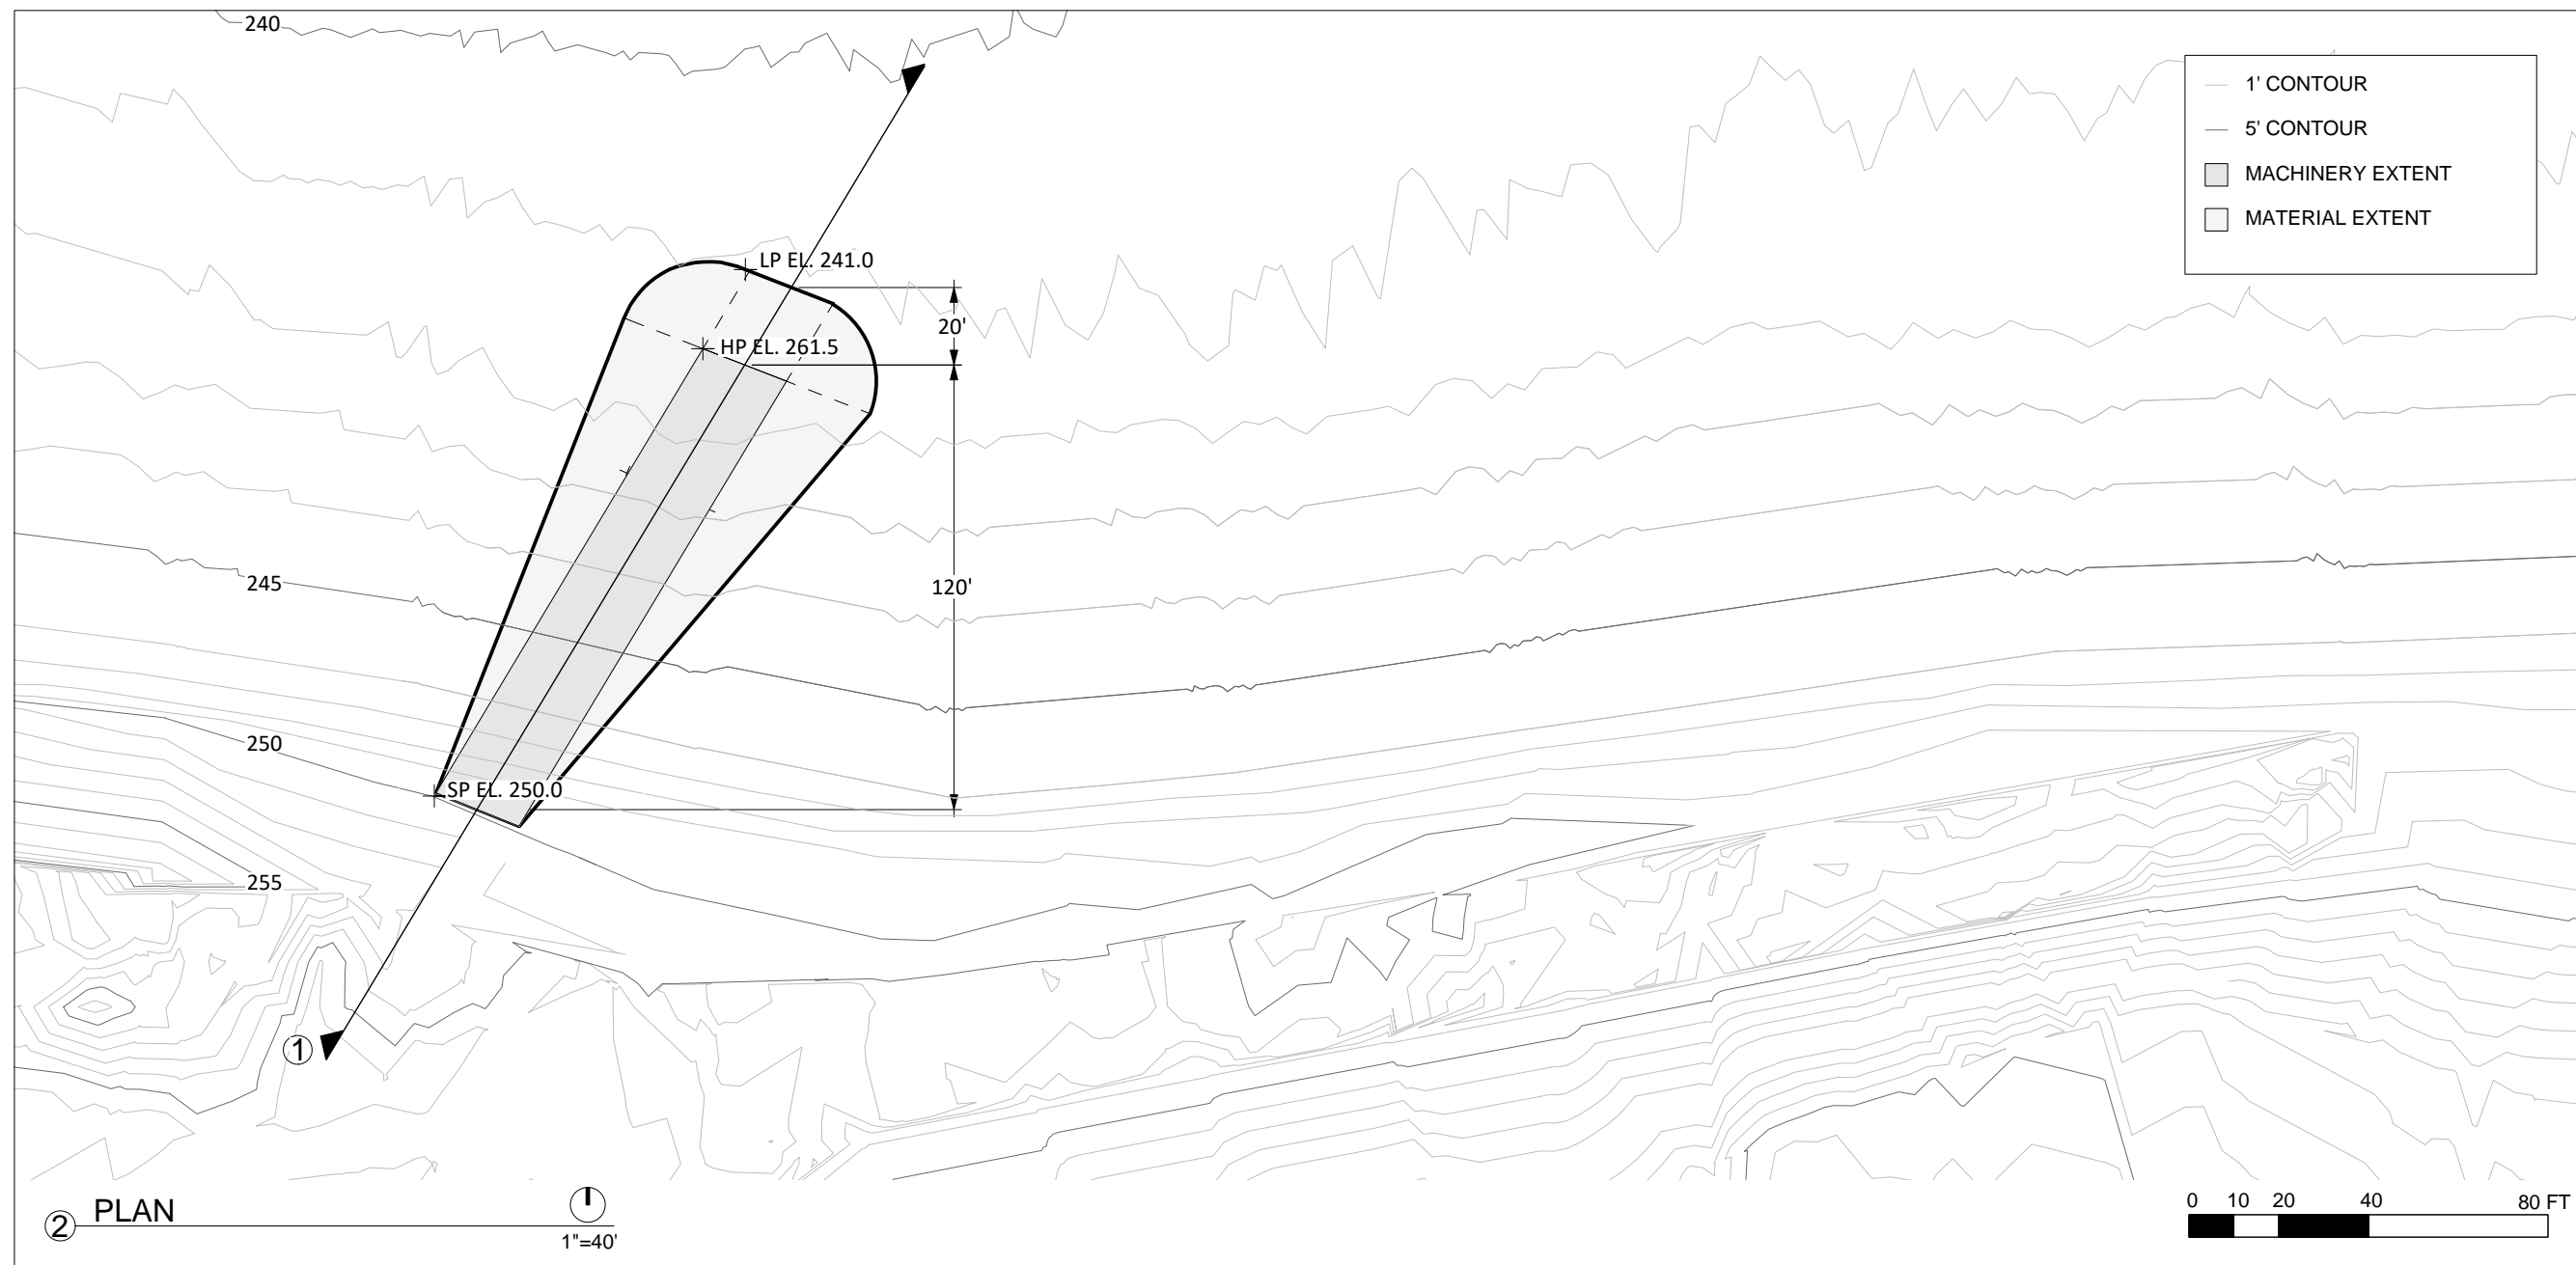 240
1' CONTOUR
5' CONTOUR
MACHINERY EXTENT
MATERIAL EXTENT
LP EL. 241.0
20'
HP EL. 261.5
245
120'
250
SP EL. 250.0
255
1
2 PLAN
1"=40'
0 10 20 40 80 FT